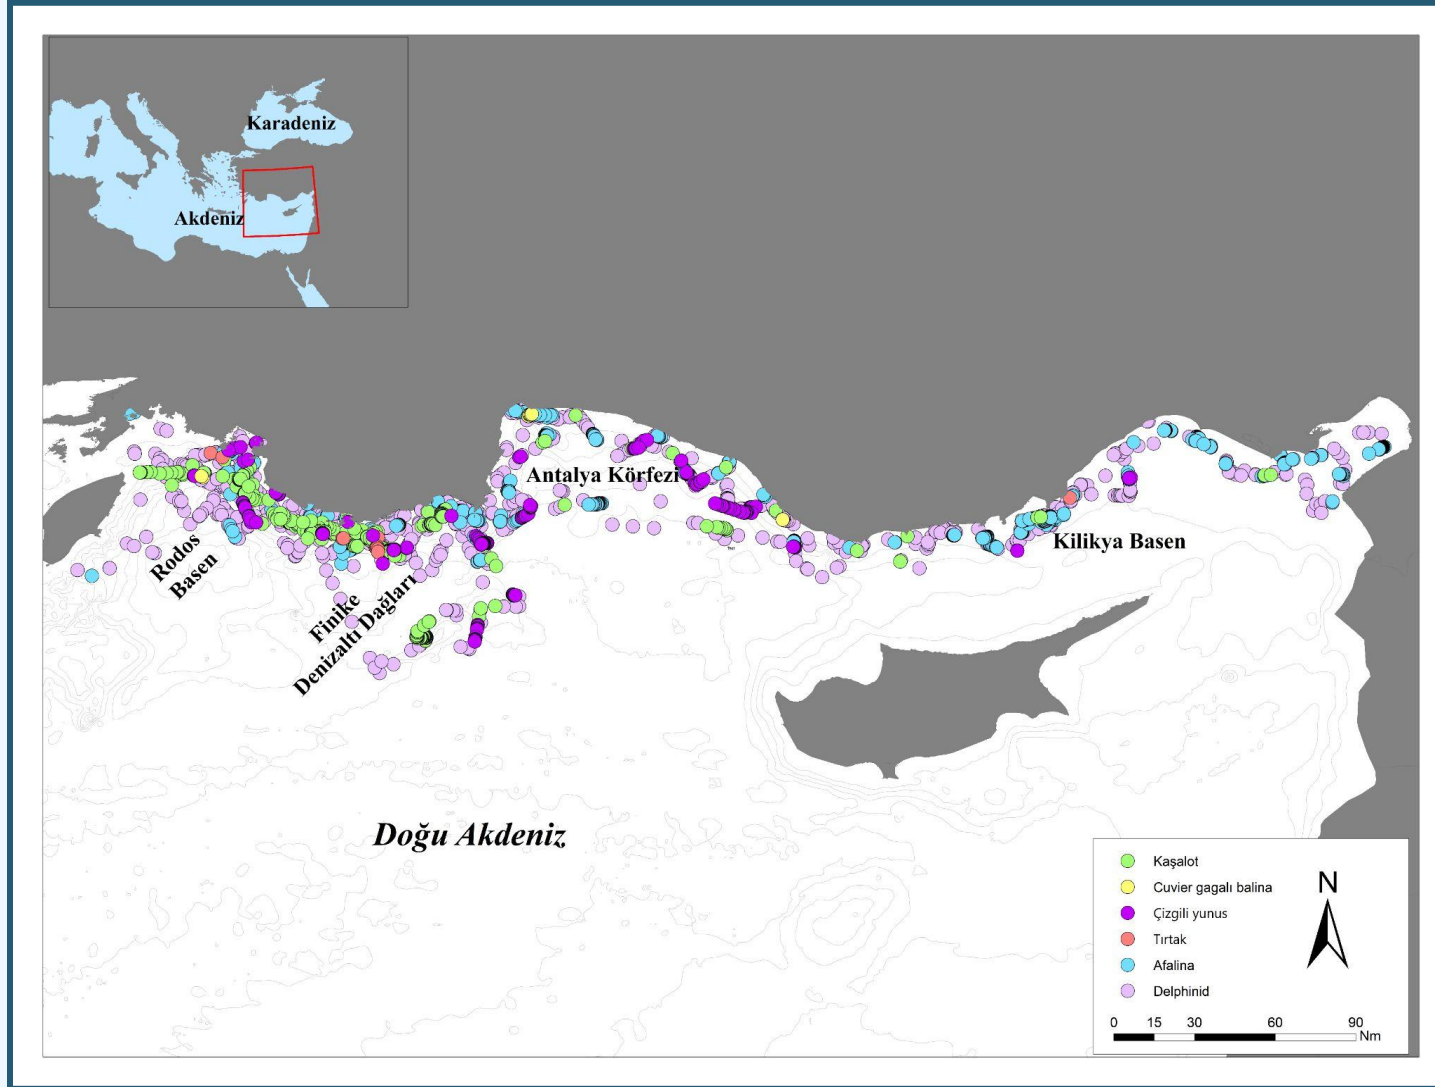 Karadeniz
Akdeniz
Antalya Körfezi
Kilikya Basen
Rodos
Basen
Finike
Denizaltı Dağları
Doğu Akdeniz
Kaşalot
Cuvier gagalı balina
Çizgili yunus
Tırtak
Afalina
Delphinid
N
0 15 30 60 90
Nm